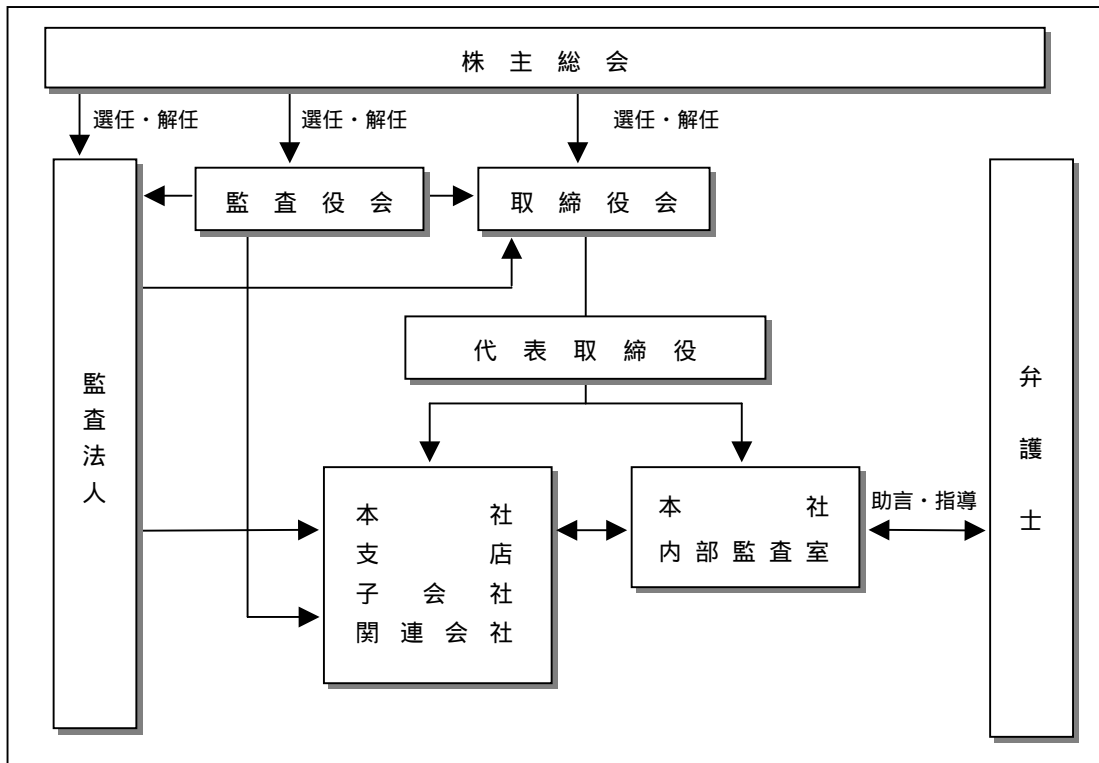 株主総会
選任・解任
選任・解任
選任・解任
監査役会
取締役会
代表取締役
監査法人
弁護士
本社
支店
子会社
関連会社
本社
内部監査室
助言・指導